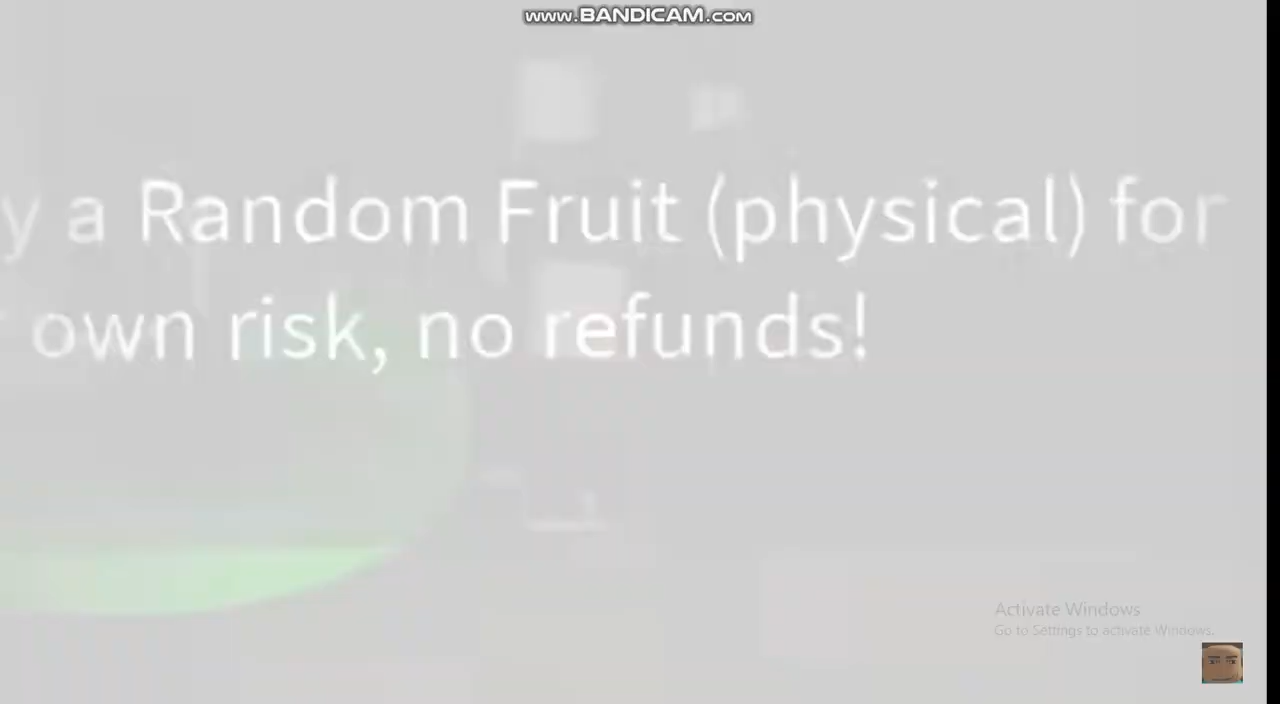 www.BANDICAM.com
y a Random Fruit (physical) for
own risk, no refunds!
Activate Windows
Go to Settings to activate Windows.